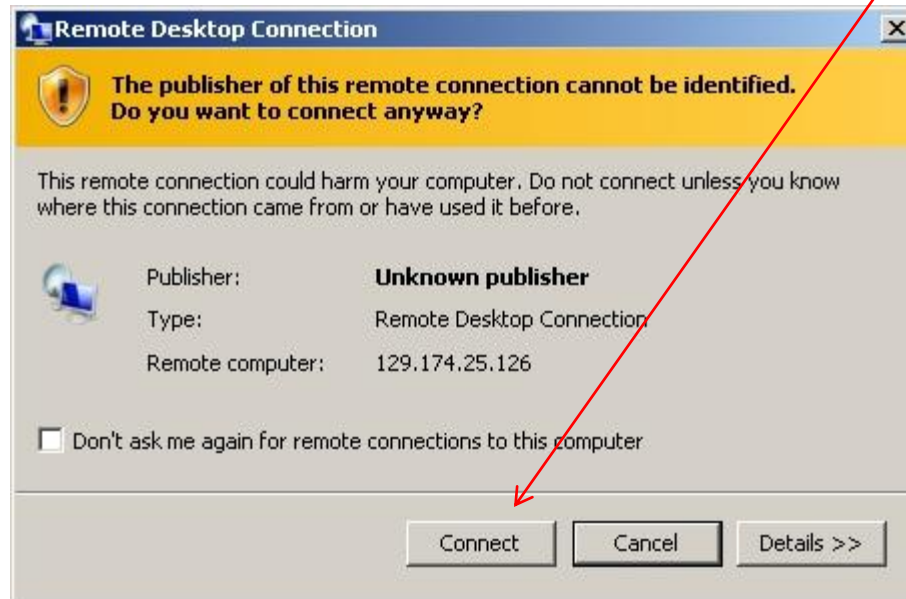 Remote Desktop Connection
The publisher of this remote connection cannot be identified.
Do you want to connect anyway?
This remote connection could harm your computer. Do not connect unless you know
where this connection came from or have used it before.
Publisher: Unknown publisher
Type: Remote Desktop Connection
Remote computer: 129.174.25.126
Don't ask me again for remote connections to this computer
Connect Cancel Details >>